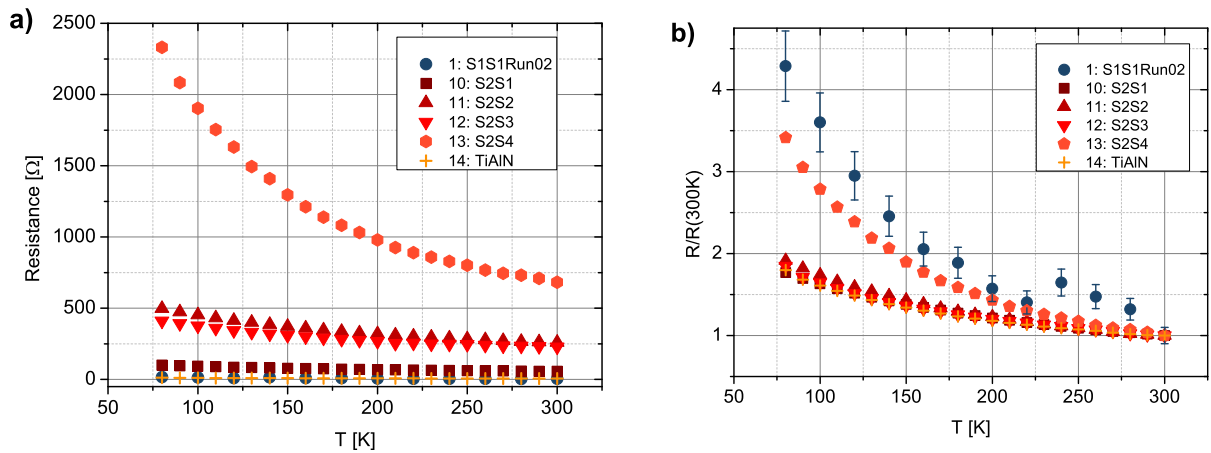 a)
Resistance [Ω]
2500
2000
1500
1250
1000
500
0
50
100
150
200
250
300
T [K]
1: S1S1Run02
10: S2S1
11: S2S2
12: S2S3
13: S2S4
14: TiAlN
b)
R/R(300K)
4
3
2
1
50
100
150
200
250
300
T [K]
1: S1S1Run02
10: S2S1
11: S2S2
12: S2S3
13: S2S4
14: TiAlN